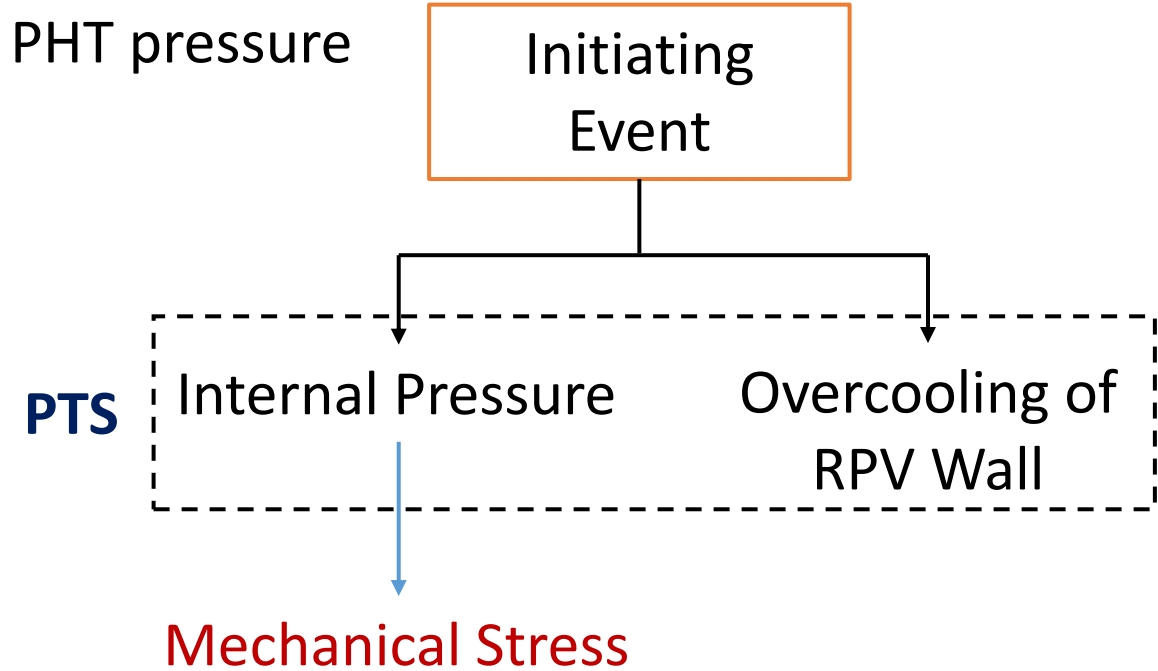 PHT pressure
Initiating
Event
PTS
Internal Pressure
Overcooling of
RPV Wall
Mechanical Stress